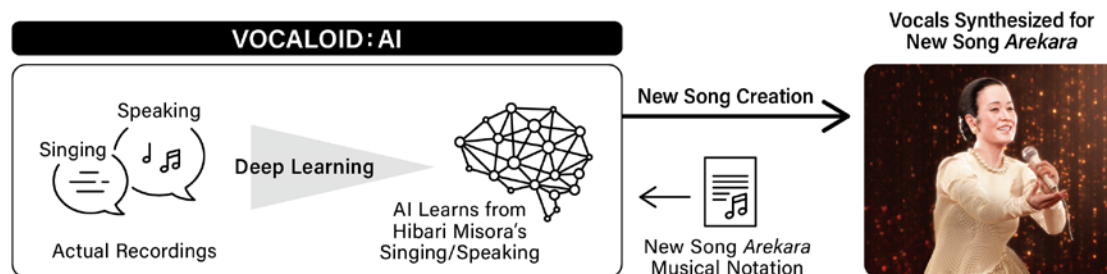 VOCALOID:AI
Speaking
Singing
Actual Recordings
Deep Learning
AI Learns from
Hibari Misora's
Singing/Speaking
New Song Creation
New Song Arekara
Musical Notation
Vocals Synthesized for
New Song Arekara